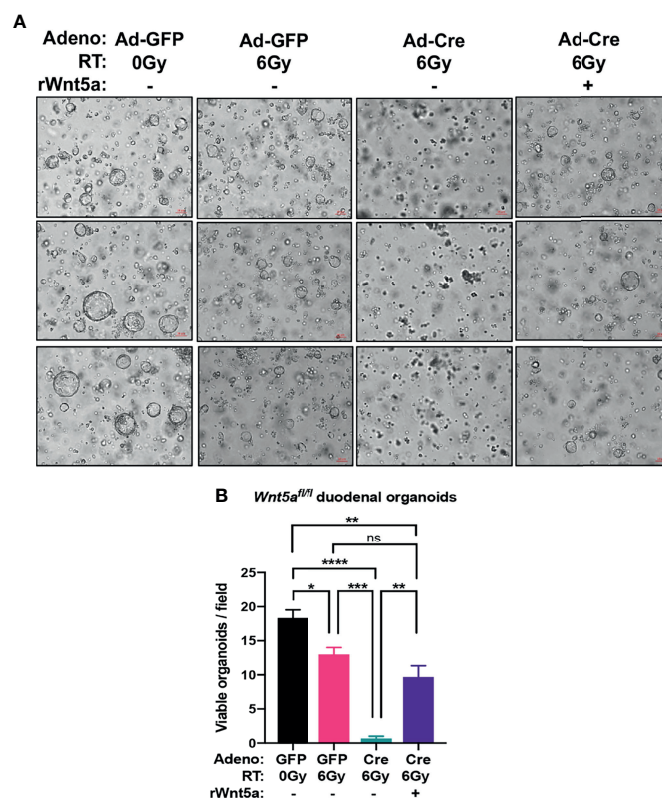 A
Adeno: Ad-GFP Ad-GFP Ad-Cre Ad-Cre
RT: 0Gy 6Gy 6Gy 6Gy
rWnt5a: - - - +
B Wnt5afl/fl duodenal organoids
**
ns
****
* *** **
Viable organoids / field
25
20
15
10
5
0
Adeno: GFP GFP Cre Cre
RT: 0Gy 6Gy 6Gy 6Gy
rWnt5a: - - - +